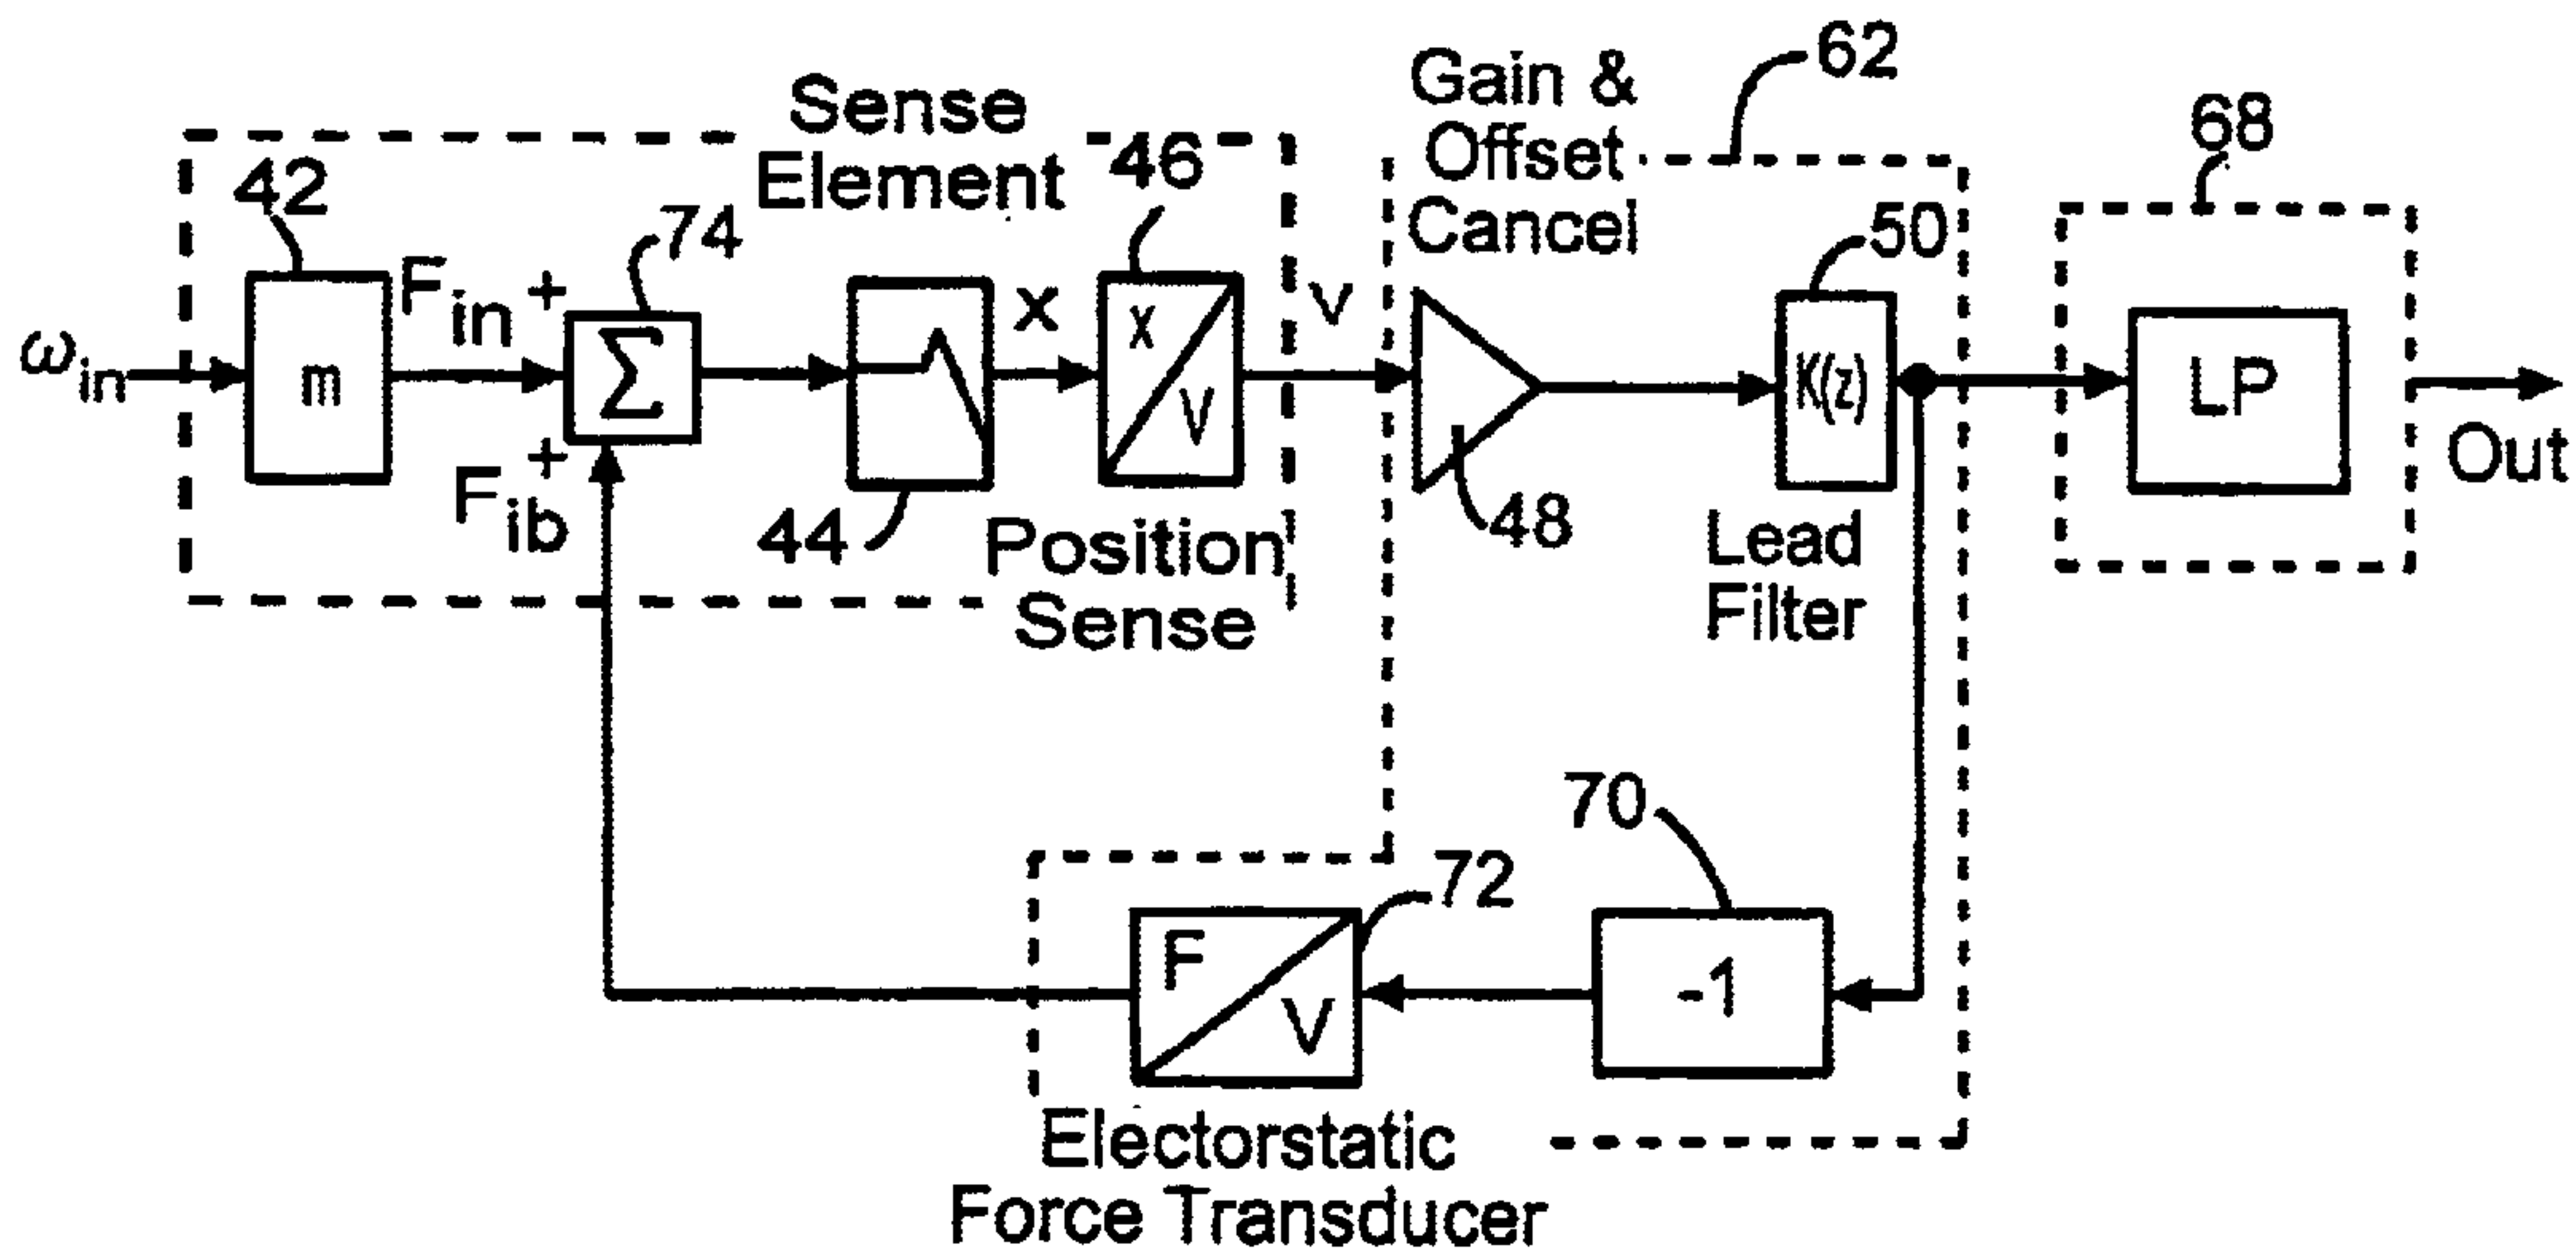 Sense
Element
Gain &
Offset
Cancel
62
68
42
74
46
50
ω in
m
F in +
Σ
F ib +
44
x
X
V
Position
Sense
V
48
K(z)
Lead
Filter
LP
Out
70
72
F
V
-1
Electorstatic
Force Transducer